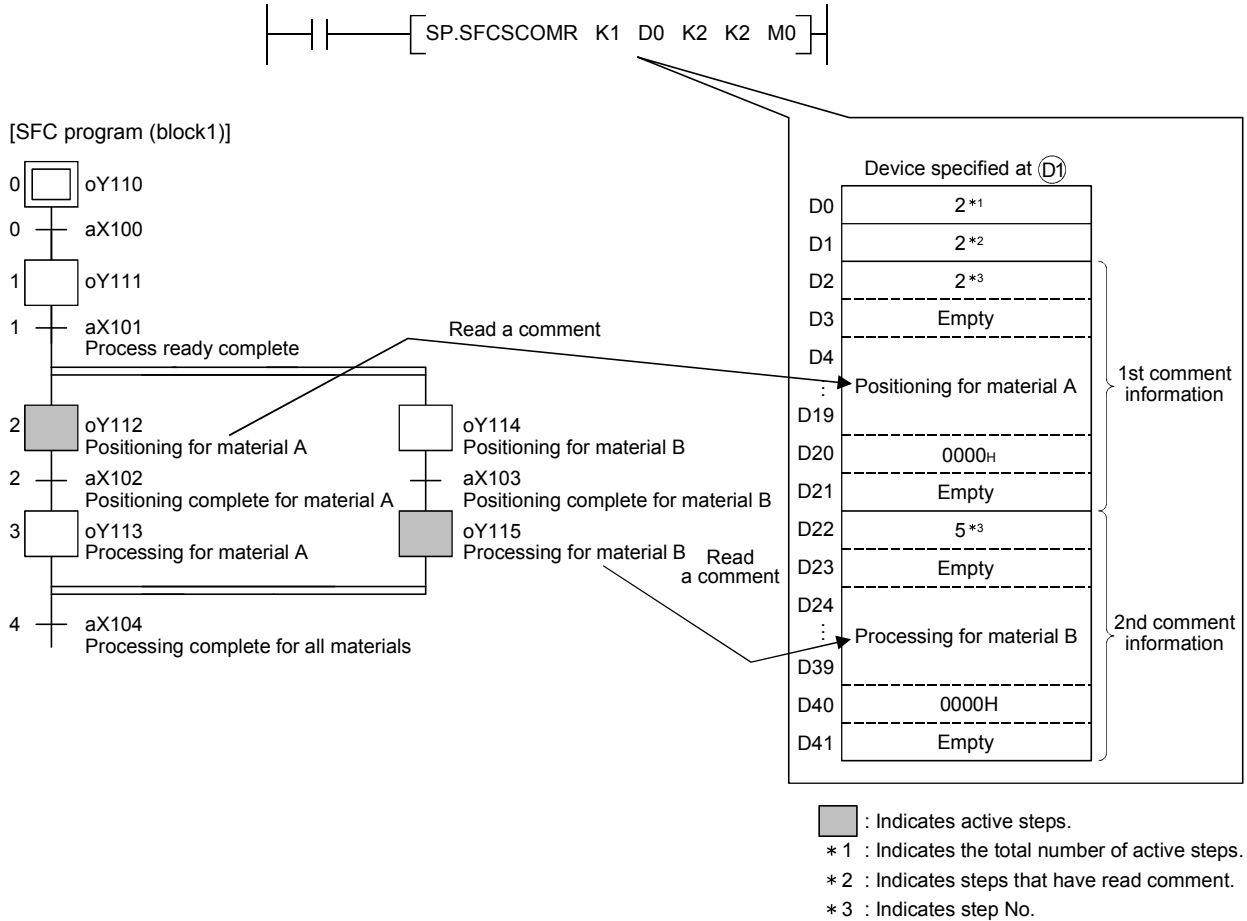 SP.SFCSCOMR K1 D0 K2 K2 M0
[SFC program (block1)]
0 oY110
0 aX100
1 oY111
1 aX101
Process ready complete
2 oY112
Positioning for material A
2 aX102
Positioning complete for material A
3 oY113
Processing for material A
4 aX104
Processing complete for all materials
oY114
Positioning for material B
aX103
Positioning complete for material B
oY115
Processing for material B
Read a comment
Read
a comment
Device specified at D1
D0 2 *1
D1 2 *2
D2 2 *3
D3 Empty
D4
:
Positioning for material A
D19
D20 0000H
D21 Empty
D22 5 *3
D23 Empty
D24
:
Processing for material B
D39
D40 0000H
D41 Empty
1st comment
information
2nd comment
information
: Indicates active steps.
*1 : Indicates the total number of active steps.
*2 : Indicates steps that have read comment.
*3 : Indicates step No.